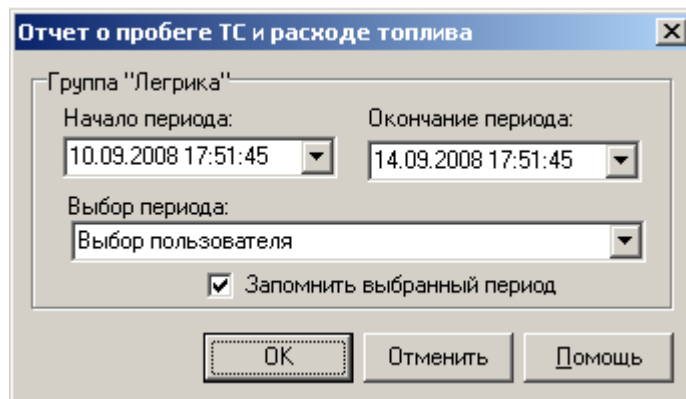 Отчет о пробеге ТС и расходе топлива
Группа "Легрика"
Начало периода: Окончание периода:
10.09.2008 17:51:45 14.09.2008 17:51:45
Выбор периода:
Выбор пользователя
Запомнить выбранный период
OK Отменить Помощь